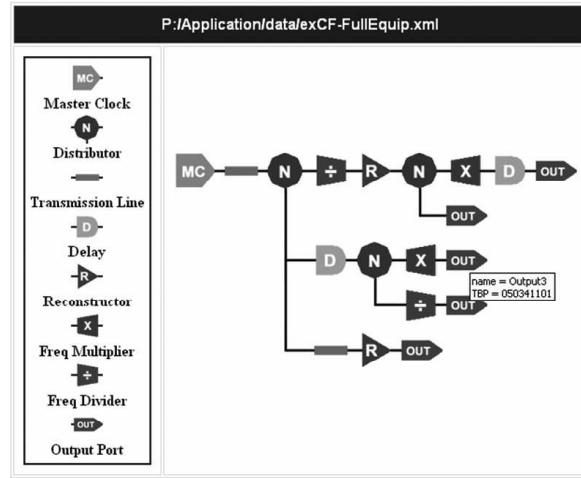 P:/Application/data/exCF-FullEquip.xml
MC
Master Clock
N
Distributor
Transmission Line
D
Delay
R
Reconstructor
X
Freq Multiplier
÷
Freq Divider
OUT
Output Port
MC N ÷ R N X D OUT
OUT
D N X OUT
name = Output3
TBP = 050341101
÷ OUT
R OUT